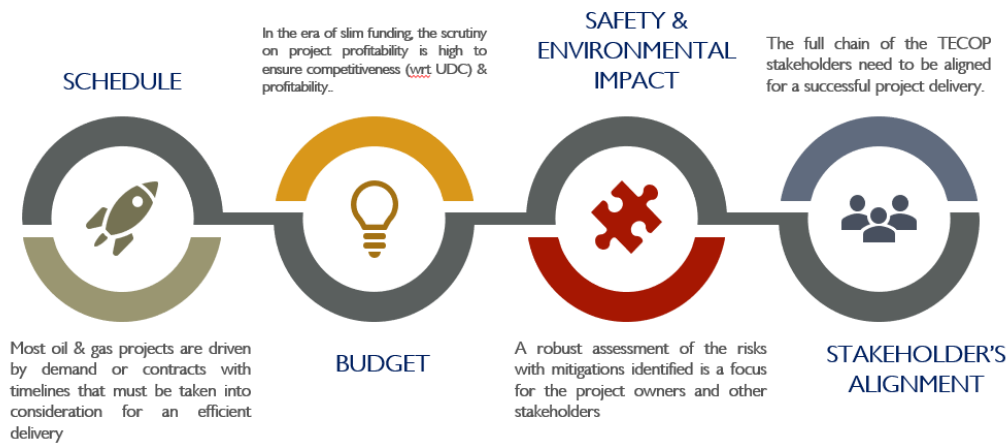 SCHEDULE
Most oil & gas projects are driven
by demand or contracts with
timelines that must be taken into
consideration for an efficient
delivery
In the era of slim funding, the scrutiny
on project profitability is high to
ensure competitiveness (wrt UDC) &
profitability..
BUDGET
SAFETY &
ENVIRONMENTAL
IMPACT
A robust assessment of the risks
with mitigations identified is a focus
for the project owners and other
stakeholders
The full chain of the TECOP
stakeholders need to be aligned
for a successful project delivery.
STAKEHOLDER'S
ALIGNMENT